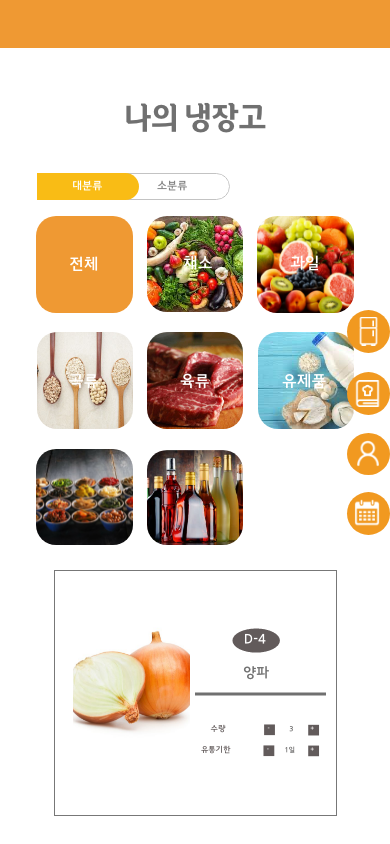 나의 냉장고
대분류 소분류
전체 채소 과일
곡류 육류 유제품
D-4
양파
수량 - 3 +
유통기한 - 1일 +